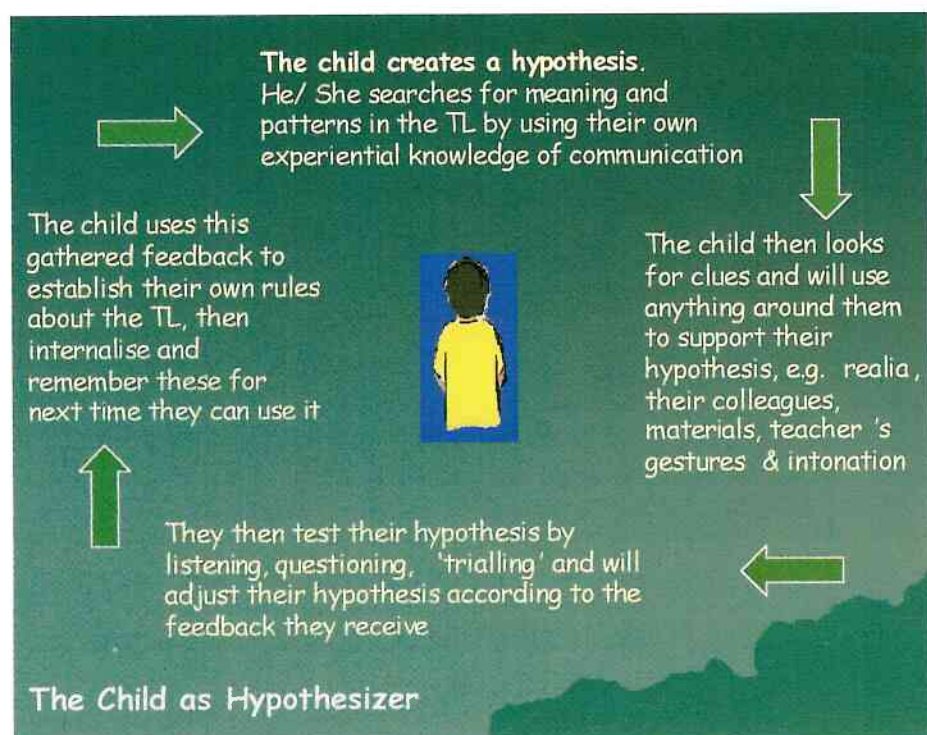 The child creates a hypothesis.
He/ She searches for meaning and
patterns in the TL by using their own
experiential knowledge of communication
The child then looks
for clues and will use
anything around them
to support their
hypothesis, e.g. realia,
their colleagues,
materials, teacher 's
gestures & intonation
They then test their hypothesis by
listening, questioning, 'trialling' and will
adjust their hypothesis according to the
feedback they receive
The child uses this
gathered feedback to
establish their own rules
about the TL, then
internalise and
remember these for
next time they can use it
The Child as Hypothesizer